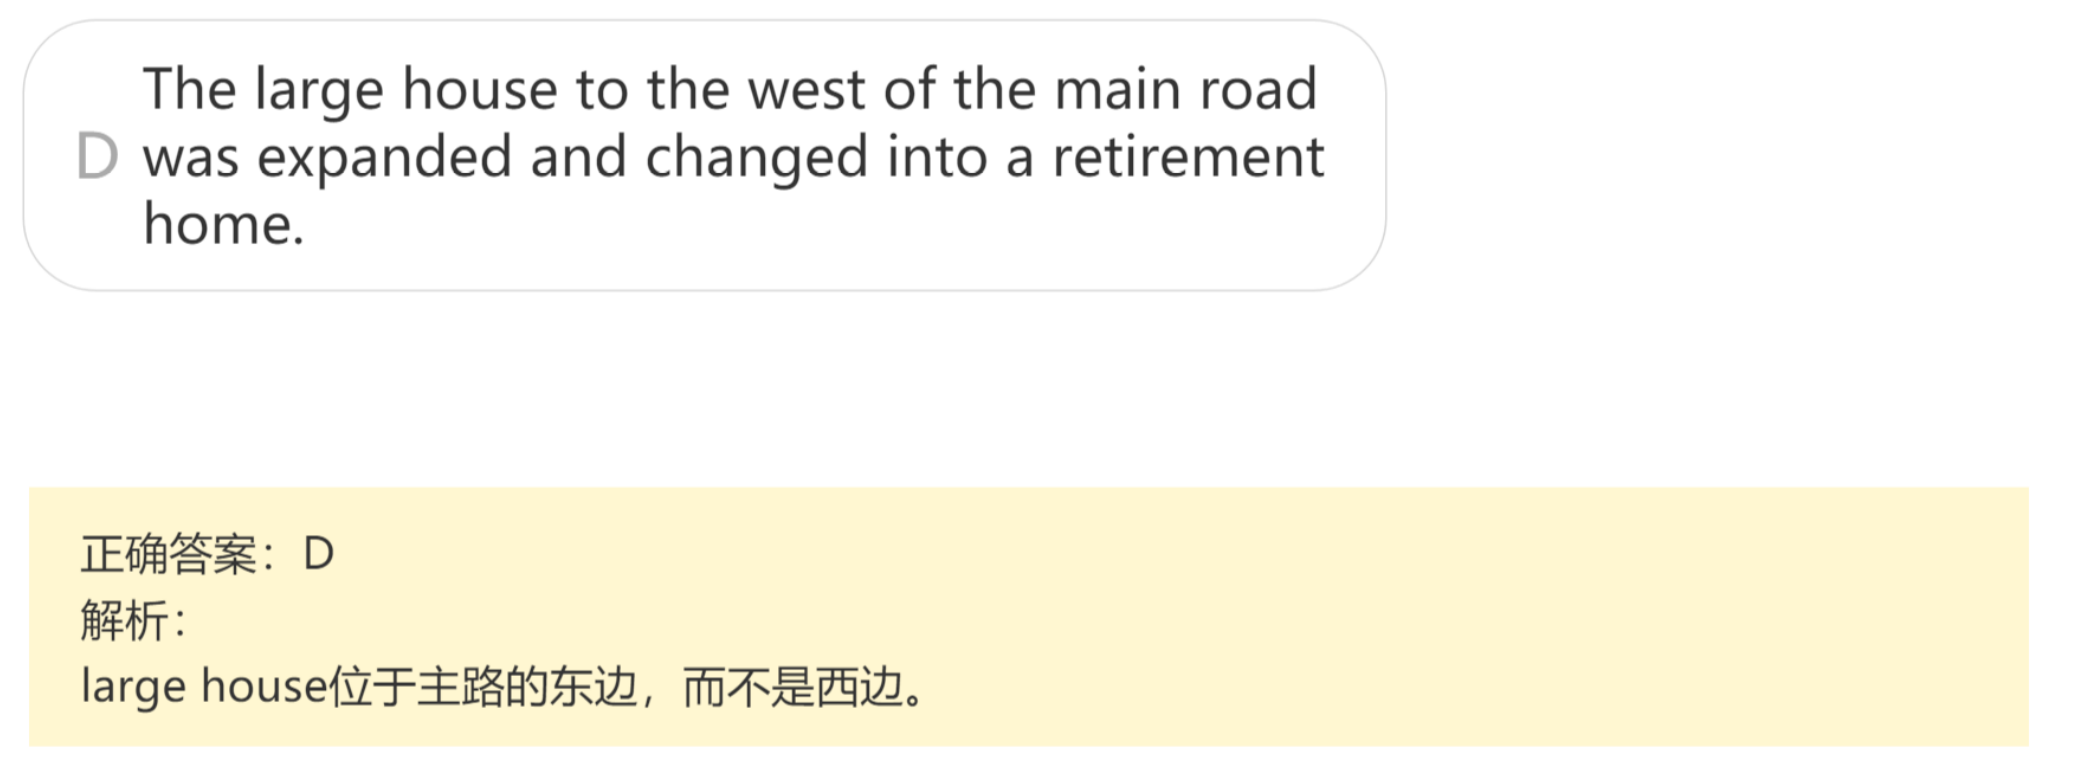 The large house to the west of the main road
D was expanded and changed into a retirement
home.
正确答案：D
解析：
large house位于主路的东边，而不是西边。